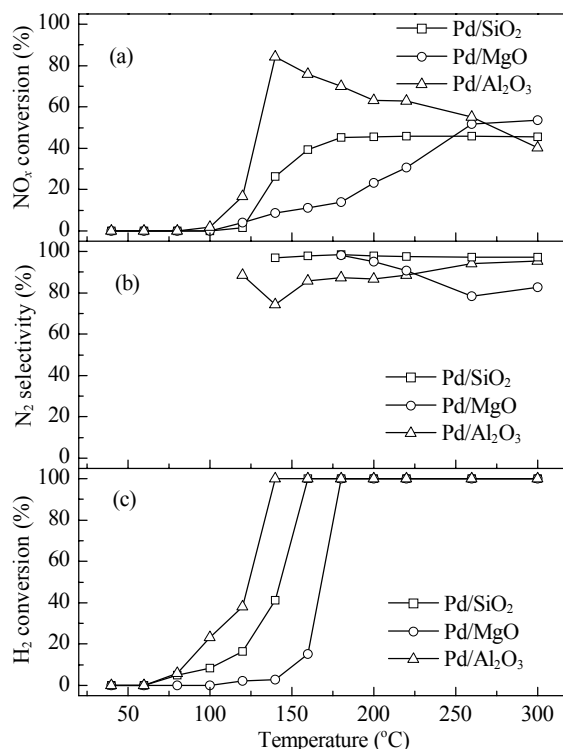 (a)
Pd/SiO₂
Pd/MgO
Pd/Al₂O₃
NOₓ conversion (%)
100
80
60
40
20
0
(b)
Pd/SiO₂
Pd/MgO
Pd/Al₂O₃
N₂ selectivity (%)
100
80
60
40
20
0
(c)
Pd/SiO₂
Pd/MgO
Pd/Al₂O₃
H₂ conversion (%)
100
80
60
40
20
0
50 100 150 200 250 300
Temperature (°C)